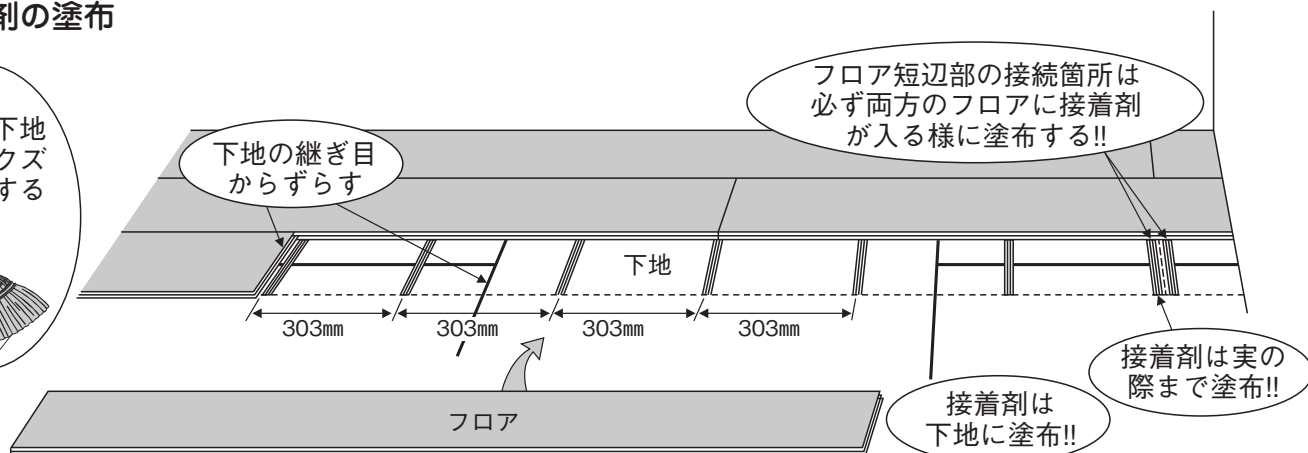 剤の塗布
下地
クズ
する
下地の継ぎ目
からずらす
フロア短辺部の接続箇所は
必ず両方のフロアに接着剤
が入る様に塗布する!!
下地
303㎜
303㎜
303㎜
303㎜
接着剤は実の
際まで塗布!!
フロア
接着剤は
下地に塗布!!